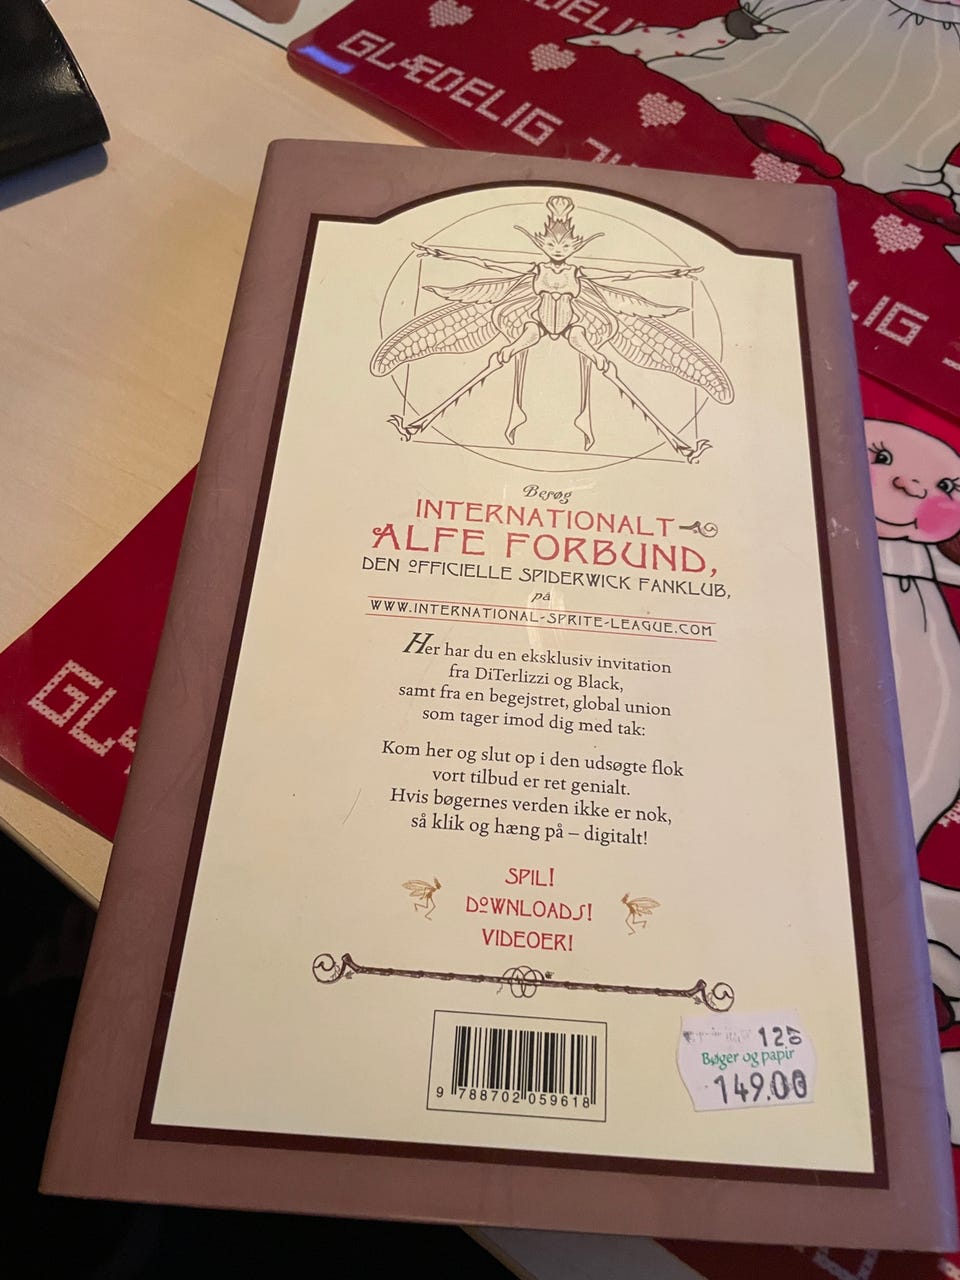 GLÆDELIG
GLÆDELIG
Besøg
INTERNATIONALT
ALFE FORBUND,
DEN OFFICIELLE SPIDERWICK FANKLUB,
på
WWW.INTERNATIONAL-SPRITE-LEAGUE.COM
Her har du en eksklusiv invitation
fra DiTerlizzi og Black,
samt fra en begejstret, global union
som tager imod dig med tak:
Kom her og slut op i den udsøgte flok
vort tilbud er ret genialt.
Hvis bøgernes verden ikke er nok,
så klik og hæng på – digitalt!
SPIL!
DOWNLOADS!
VIDEOER!
9 788702 059618
Bøger og papir
149.00